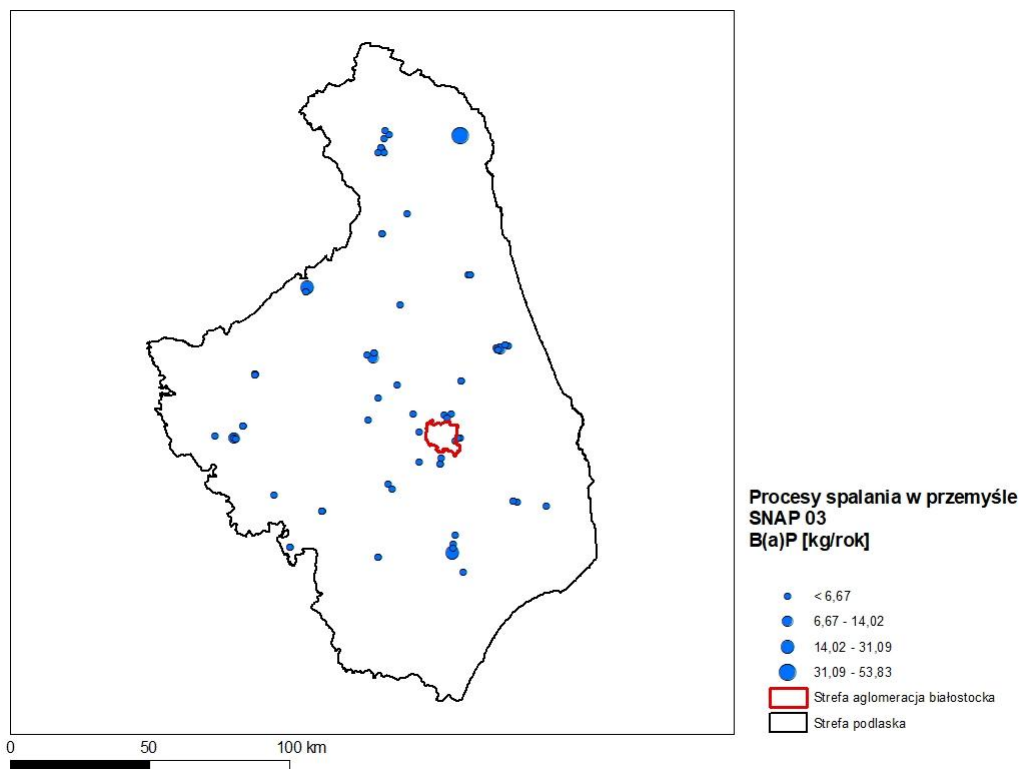 Procesy spalania w przemyśle
SNAP 03
B(a)P [kg/rok]
< 6,67
6,67 - 14,02
14,02 - 31,09
31,09 - 53,83
Strefa aglomeracja białostocka
Strefa podlaska
0 50 100 km